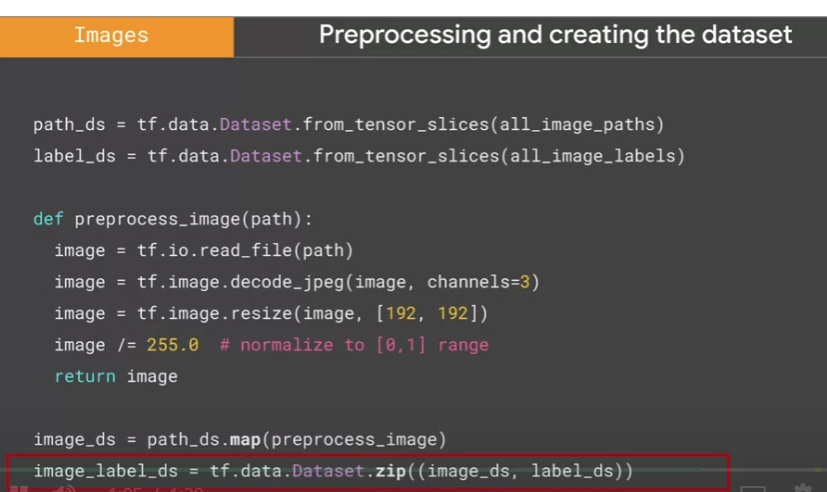 Images
Preprocessing and creating the dataset
path_ds = tf.data.Dataset.from_tensor_slices(all_image_paths)
label_ds = tf.data.Dataset.from_tensor_slices(all_image_labels)
def preprocess_image(path):
  image = tf.io.read_file(path)
  image = tf.image.decode_jpeg(image, channels=3)
  image = tf.image.resize(image, [192, 192])
  image /= 255.0  # normalize to [0,1] range
  return image
image_ds = path_ds.map(preprocess_image)
image_label_ds = tf.data.Dataset.zip((image_ds, label_ds))